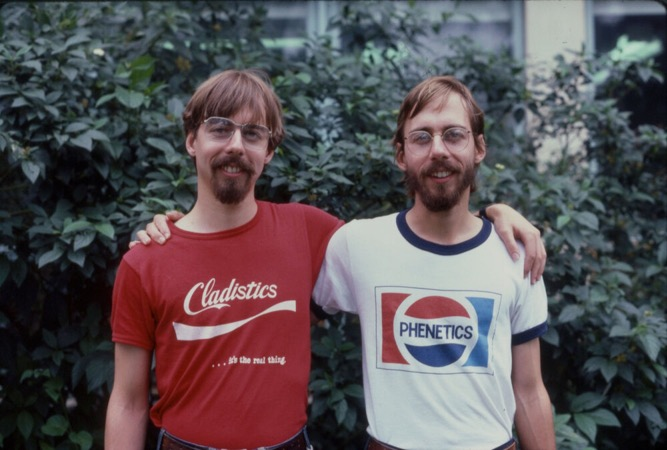 Cladistics
...it's the real thing.
PHENETICS